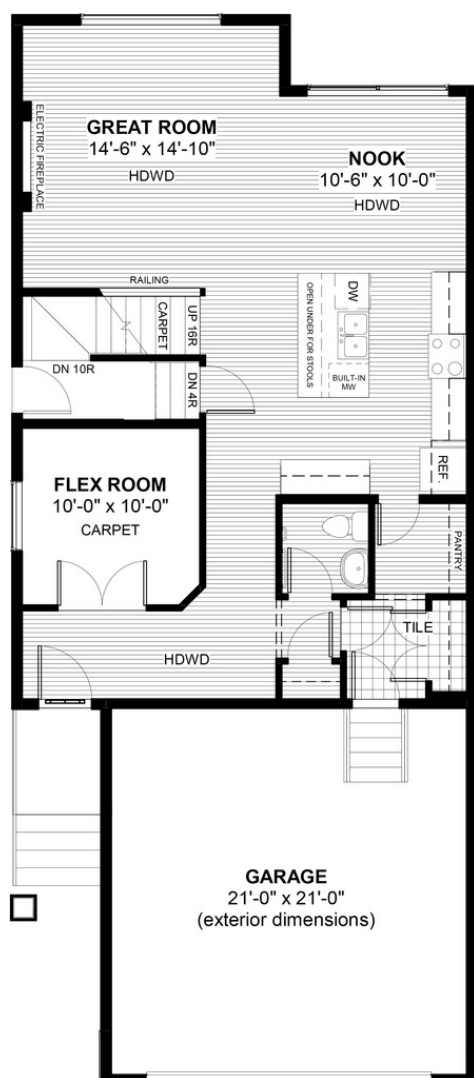 GREAT ROOM
14'-6" x 14'-10"
HDWD
ELECTRIC FIREPLACE
NOOK
10'-6" x 10'-0"
HDWD
RAILING
CARPET
UP 16R
DN 10R
DN 4R
OPEN UNDER FOR STOOLS
DW
BUILT-IN
MW
REF.
FLEX ROOM
10'-0" x 10'-0"
CARPET
PANTRY
TILE
HDWD
GARAGE
21'-0" x 21'-0"
(exterior dimensions)